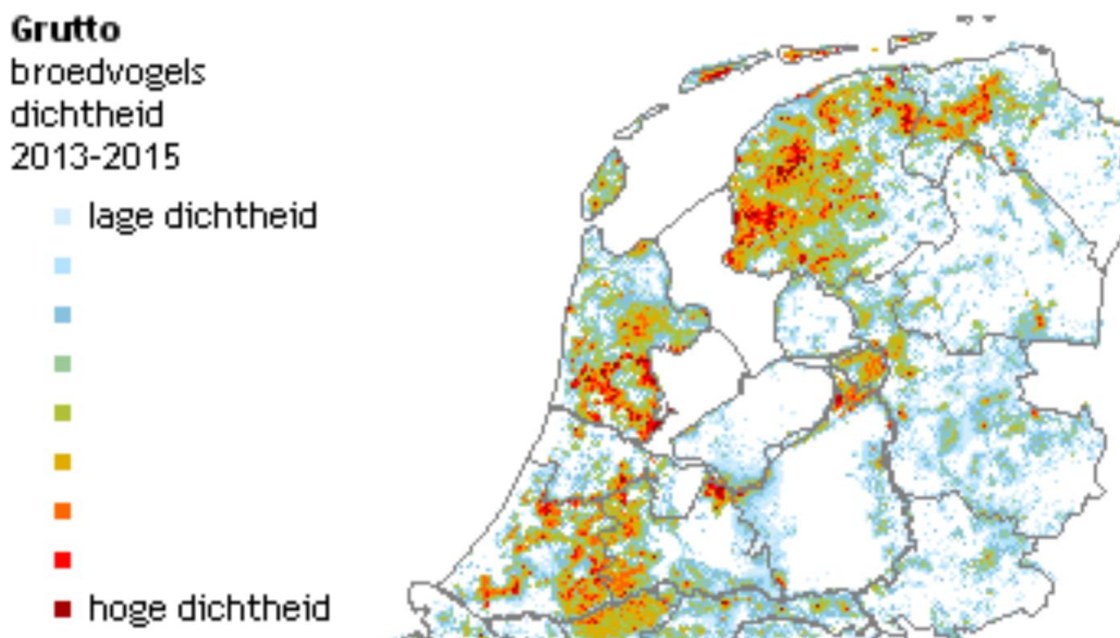 Grutto
broedvogels
dichtheid
2013-2015
lage dichtheid
hoge dichtheid